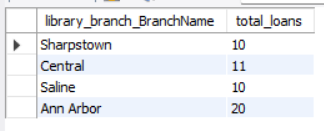 library_branch_BranchName total_loans
Sharpstown 10
Central 11
Saline 10
Ann Arbor 20